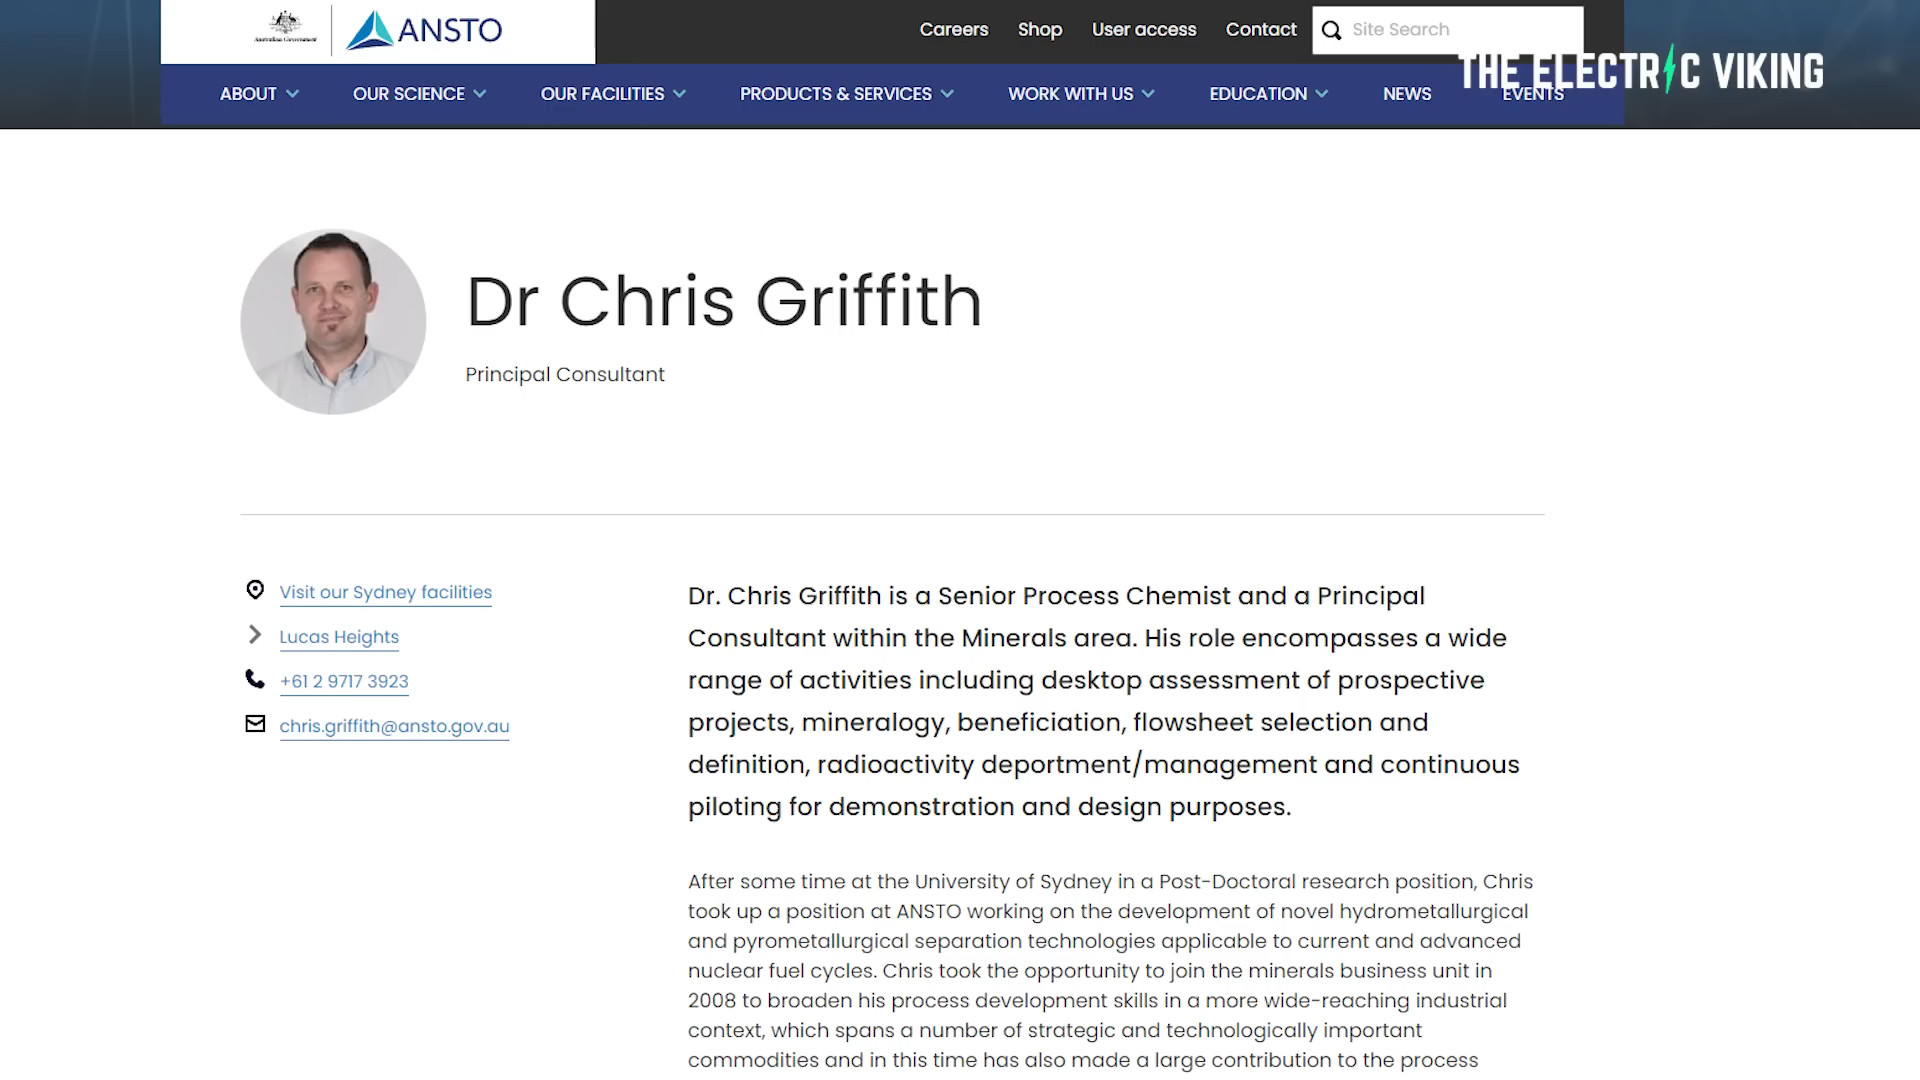 Australian Government
ANSTO
Careers Shop User access Contact Site Search
THE ELECTRIC VIKING
ABOUT OUR SCIENCE OUR FACILITIES PRODUCTS & SERVICES WORK WITH US EDUCATION NEWS EVENTS
Dr Chris Griffith
Principal Consultant
Visit our Sydney facilities
Lucas Heights
+61 2 9717 3923
chris.griffith@ansto.gov.au
Dr. Chris Griffith is a Senior Process Chemist and a Principal
Consultant within the Minerals area. His role encompasses a wide
range of activities including desktop assessment of prospective
projects, mineralogy, beneficiation, flowsheet selection and
definition, radioactivity deportment/management and continuous
piloting for demonstration and design purposes.
After some time at the University of Sydney in a Post-Doctoral research position, Chris
took up a position at ANSTO working on the development of novel hydrometallurgical
and pyrometallurgical separation technologies applicable to current and advanced
nuclear fuel cycles. Chris took the opportunity to join the minerals business unit in
2008 to broaden his process development skills in a more wide-reaching industrial
context, which spans a number of strategic and technologically important
commodities and in this time has also made a large contribution to the process